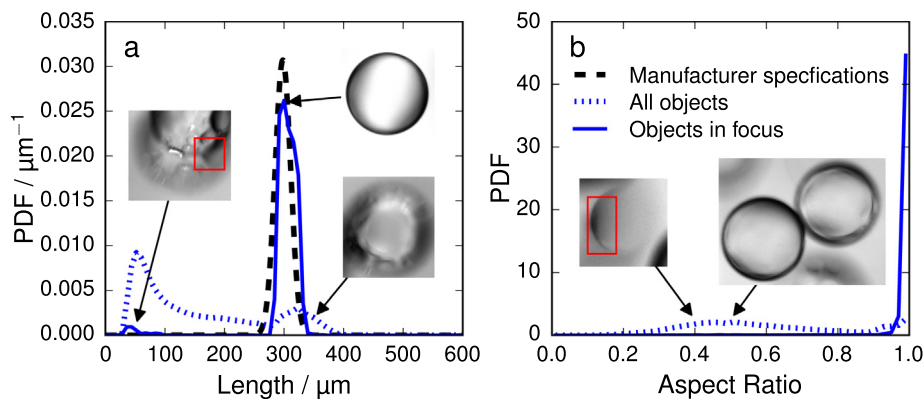 a
0.035
0.030
0.025
0.020
0.015
0.010
0.005
0.000
PDF / µm⁻¹
0 100 200 300 400 500 600
Length / µm
b
Manufacturer specfications
All objects
Objects in focus
50
40
30
20
10
0
PDF
0.0 0.2 0.4 0.6 0.8 1.0
Aspect Ratio